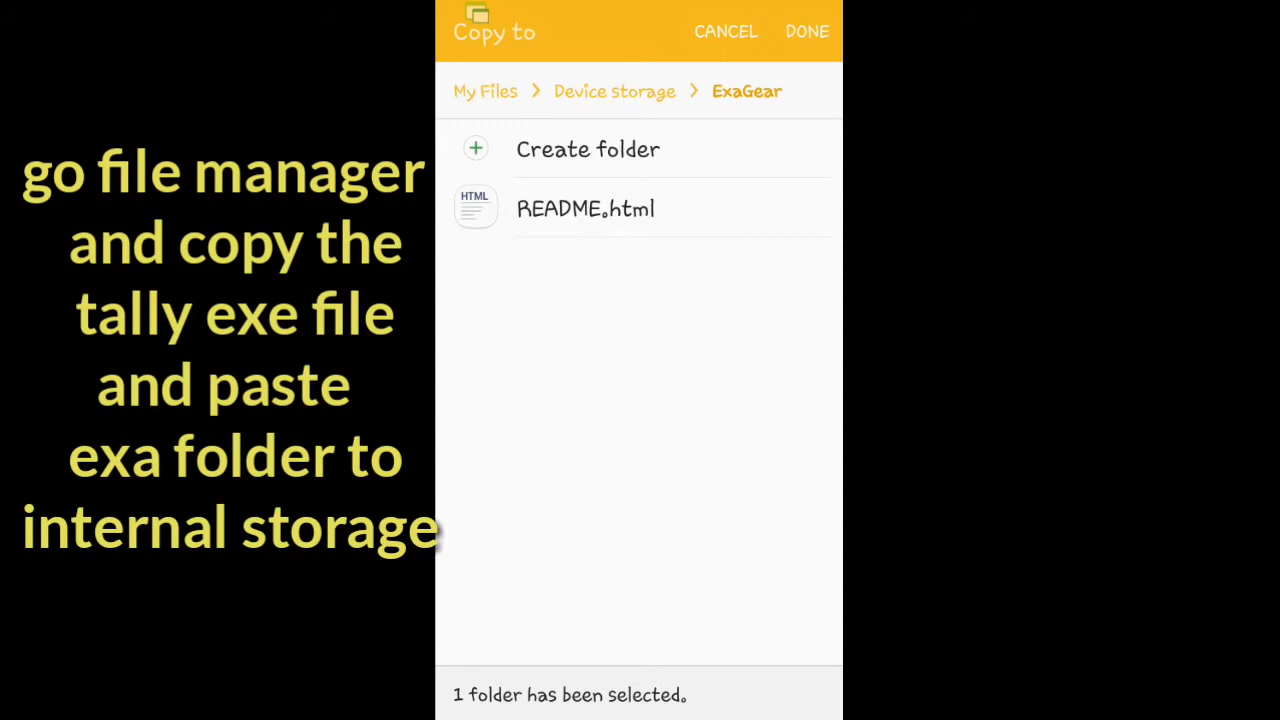 go file manager
and copy the
tally exe file
and paste
exa folder to
internal storage
Copy to
CANCEL
DONE
My Files > Device storage > ExaGear
Create folder
HTML
README.html
1 folder has been selected.